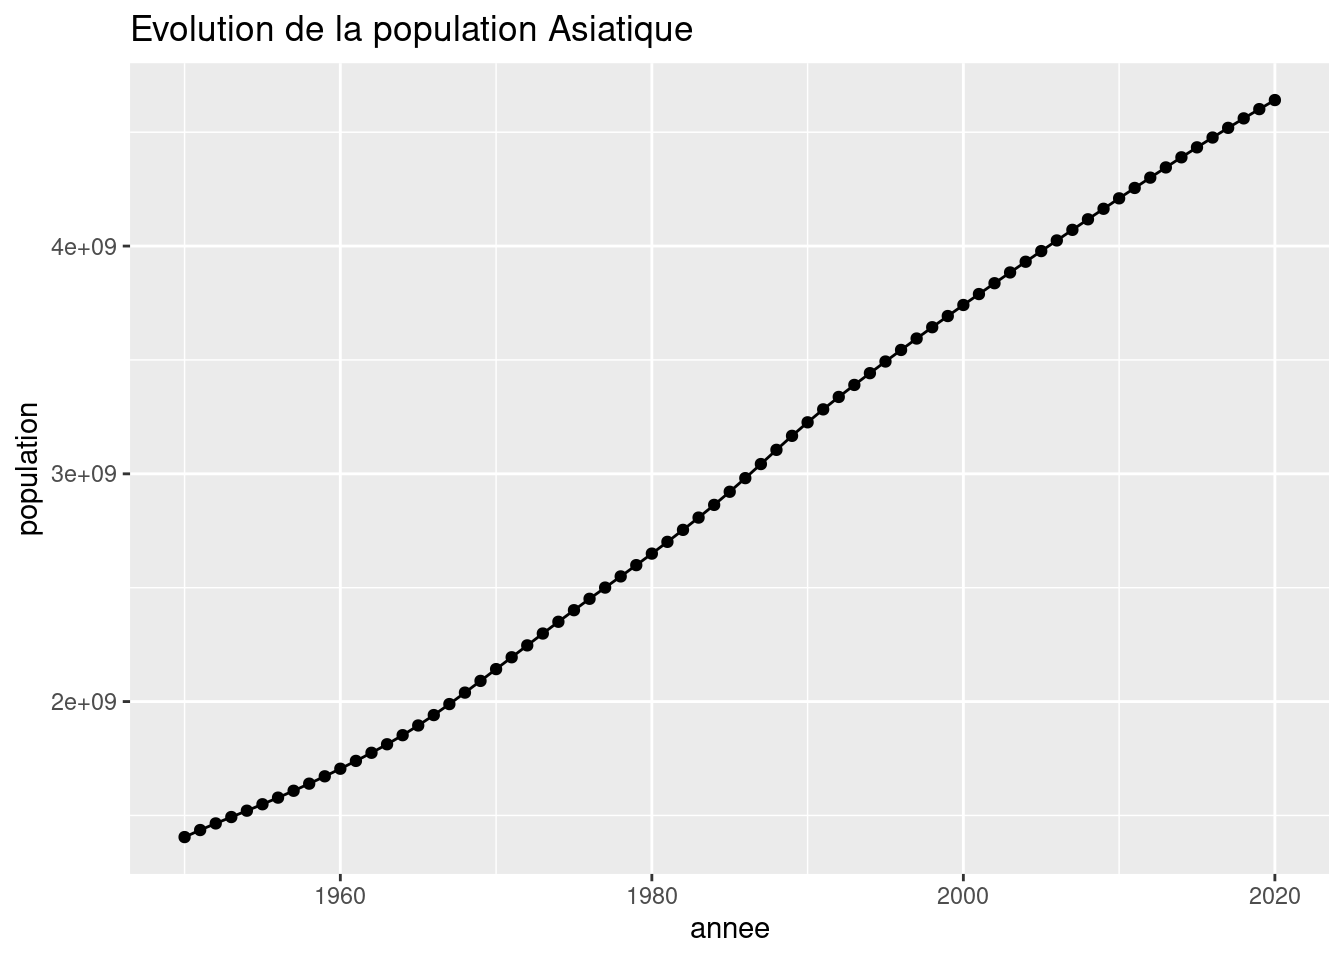 Evolution de la population Asiatique
population
4e+09
3e+09
2e+09
1960
1980
2000
2020
annee